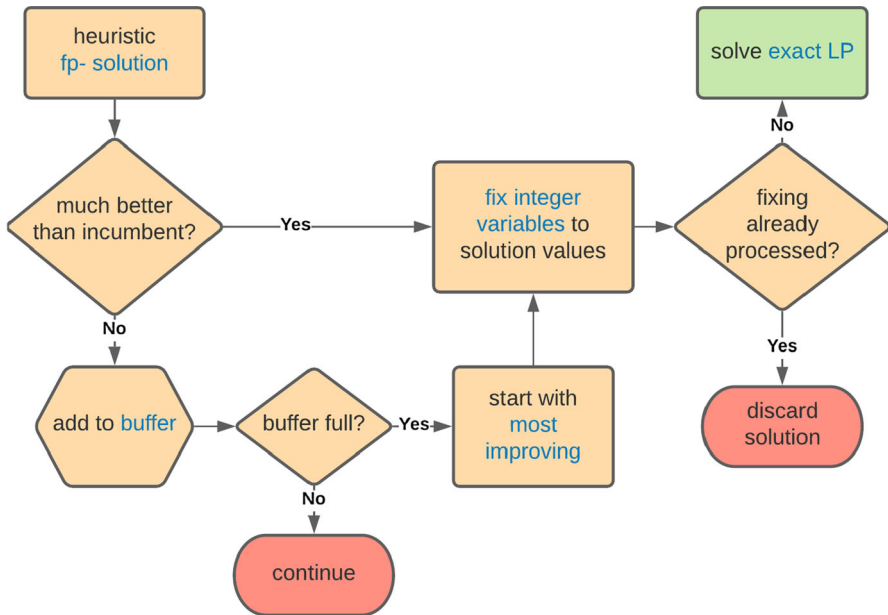 heuristic
fp- solution
much better
than incumbent?
Yes
fix integer
variables to
solution values
solve exact LP
No
fixing
already
processed?
No
add to buffer
buffer full?
Yes
start with
most
improving
Yes
discard
solution
No
continue